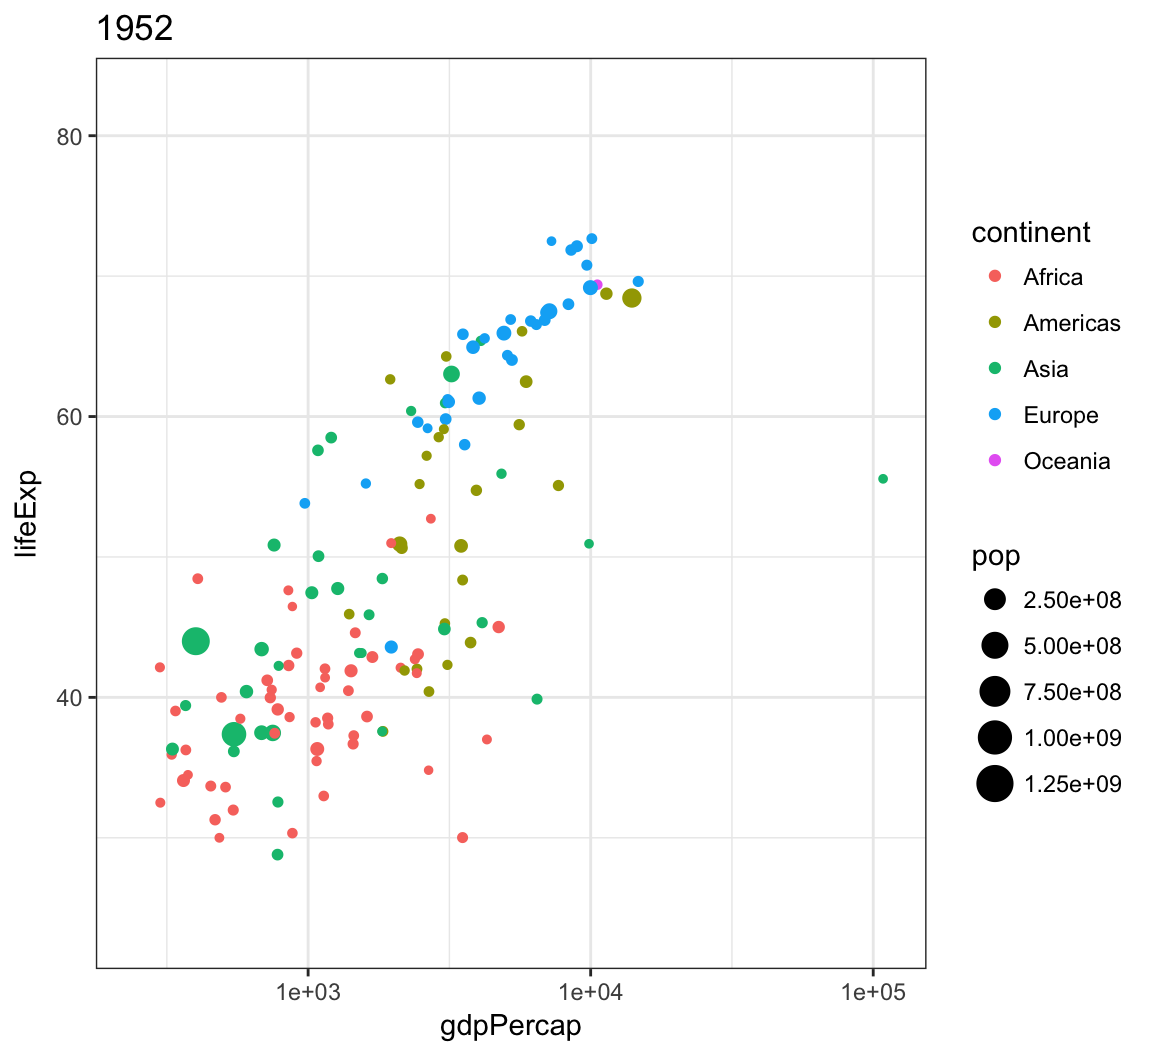 1952
lifeExp
80
60
40
1e+03
1e+04
1e+05
gdpPercap
continent
Africa
Americas
Asia
Europe
Oceania
pop
2.50e+08
5.00e+08
7.50e+08
1.00e+09
1.25e+09